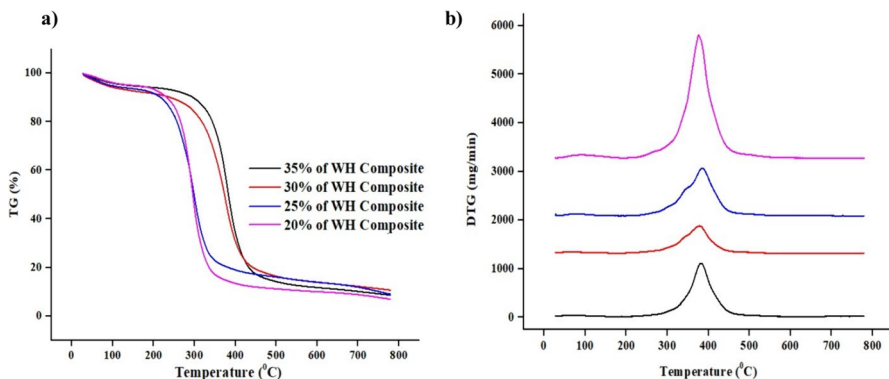 a)
TG (%)
100
80
60
40
20
0
35% of WH Composite
30% of WH Composite
25% of WH Composite
20% of WH Composite
0 100 200 300 400 500 600 700 800
Temperature (⁰C)
b)
DTG (mg/min)
6000
5000
4000
3000
2000
1000
0
0 100 200 300 400 500 600 700 800
Temperature (⁰C)